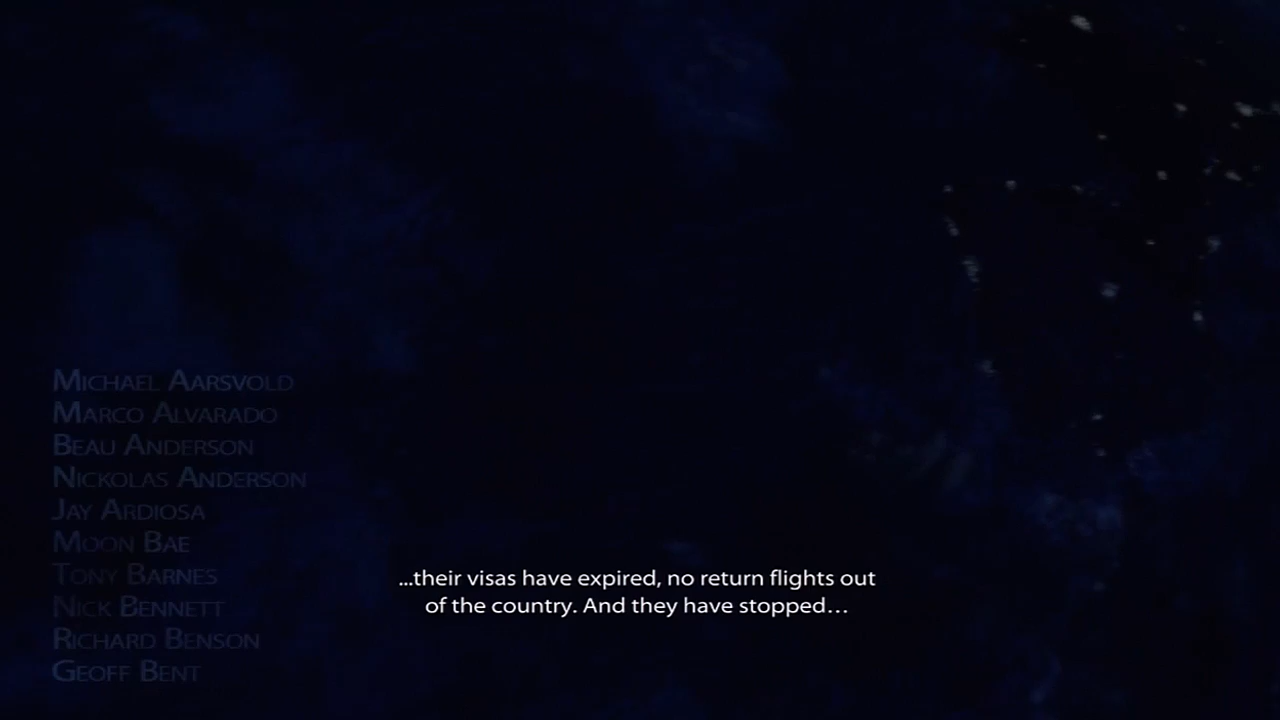 Michael Aarsvold
Marco Alvarado
Beau Anderson
Nickolas Anderson
Jay Ardiosa
Moon Bae
Tony Barnes
Nick Bennett
Richard Benson
Geoff Bent
...their visas have expired, no return flights out
of the country. And they have stopped...